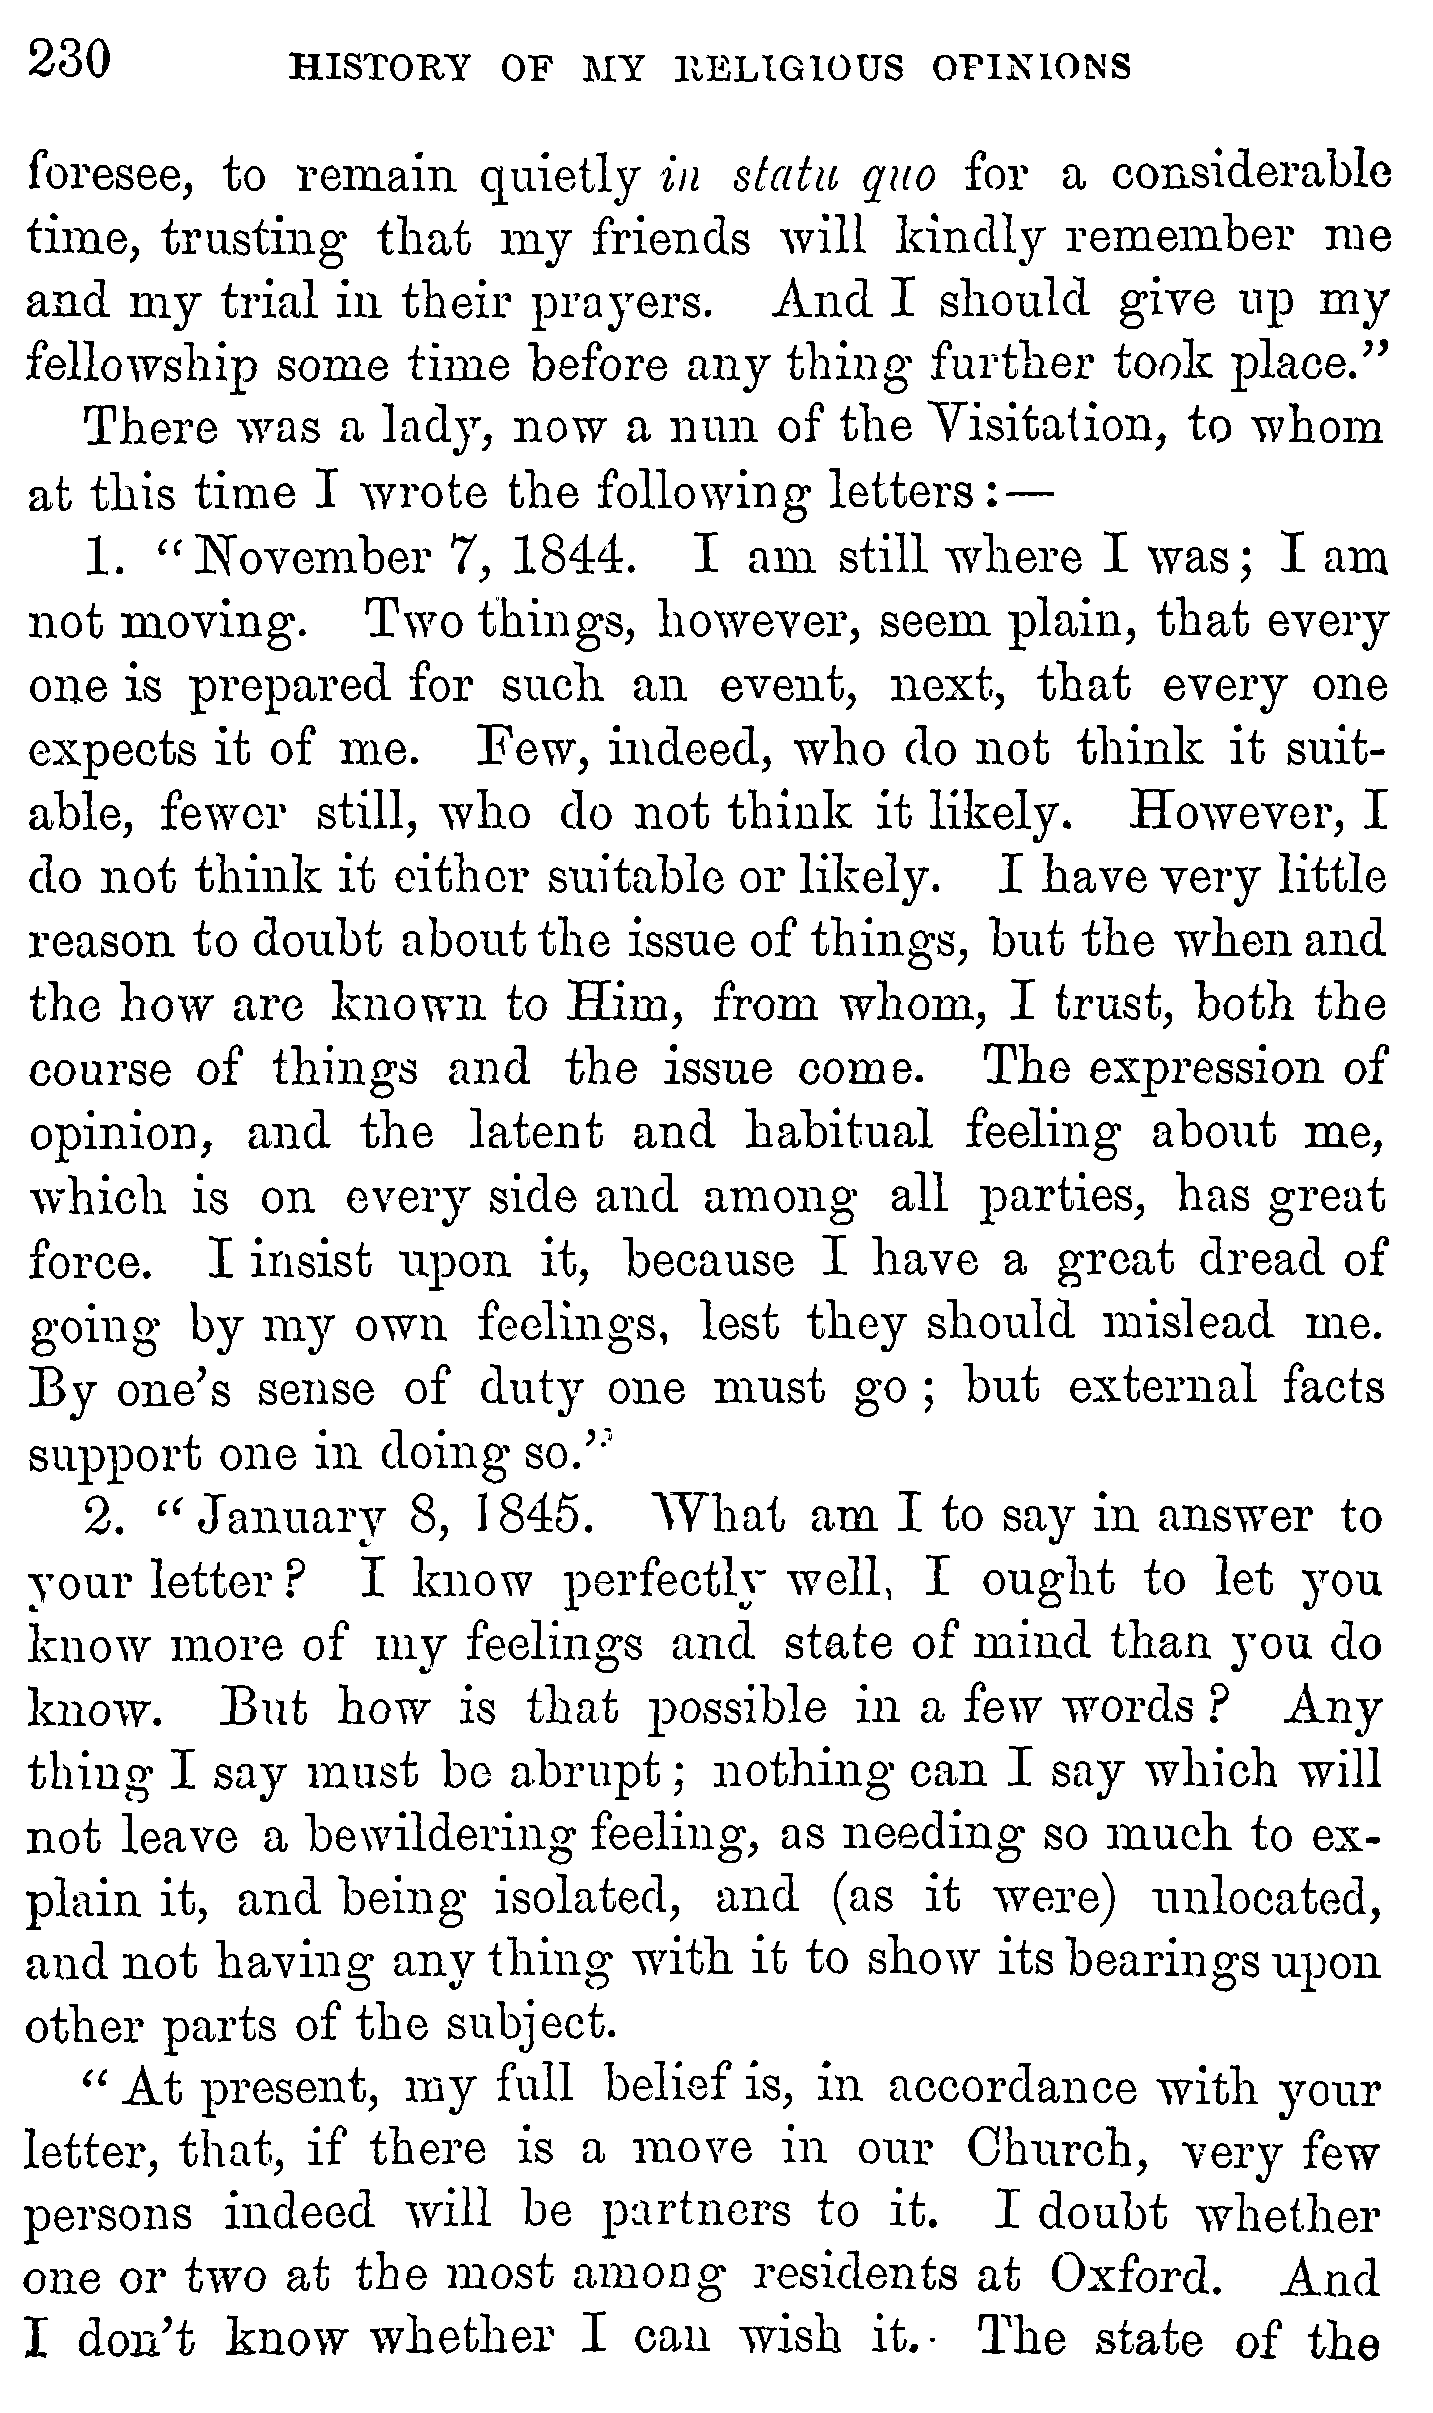 230 HISTORY OF MY RELIGIOUS OPINIONS
foresee, to remain quietly in statu quo for a considerable
time, trusting that my friends will kindly remember me
and my trial in their prayers. And I should give up my
fellowship some time before any thing further took place.”
There was a lady, now a nun of the Visitation, to whom
at this time I wrote the following letters:—
1. “November 7, 1844. I am still where I was; I am
not moving. Two things, however, seem plain, that every
one is prepared for such an event, next, that every one
expects it of me. Few, indeed, who do not think it suit-
able, fewer still, who do not think it likely. However, I
do not think it either suitable or likely. I have very little
reason to doubt about the issue of things, but the when and
the how are known to Him, from whom, I trust, both the
course of things and the issue come. The expression of
opinion, and the latent and habitual feeling about me,
which is on every side and among all parties, has great
force. I insist upon it, because I have a great dread of
going by my own feelings, lest they should mislead me.
By one’s sense of duty one must go; but external facts
support one in doing so.”
2. “January 8, 1845. What am I to say in answer to
your letter? I know perfectly well, I ought to let you
know more of my feelings and state of mind than you do
know. But how is that possible in a few words? Any
thing I say must be abrupt; nothing can I say which will
not leave a bewildering feeling, as needing so much to ex-
plain it, and being isolated, and (as it were) unlocated,
and not having any thing with it to show its bearings upon
other parts of the subject.
“At present, my full belief is, in accordance with your
letter, that, if there is a move in our Church, very few
persons indeed will be partners to it. I doubt whether
one or two at the most among residents at Oxford. And
I don’t know whether I can wish it. The state of the